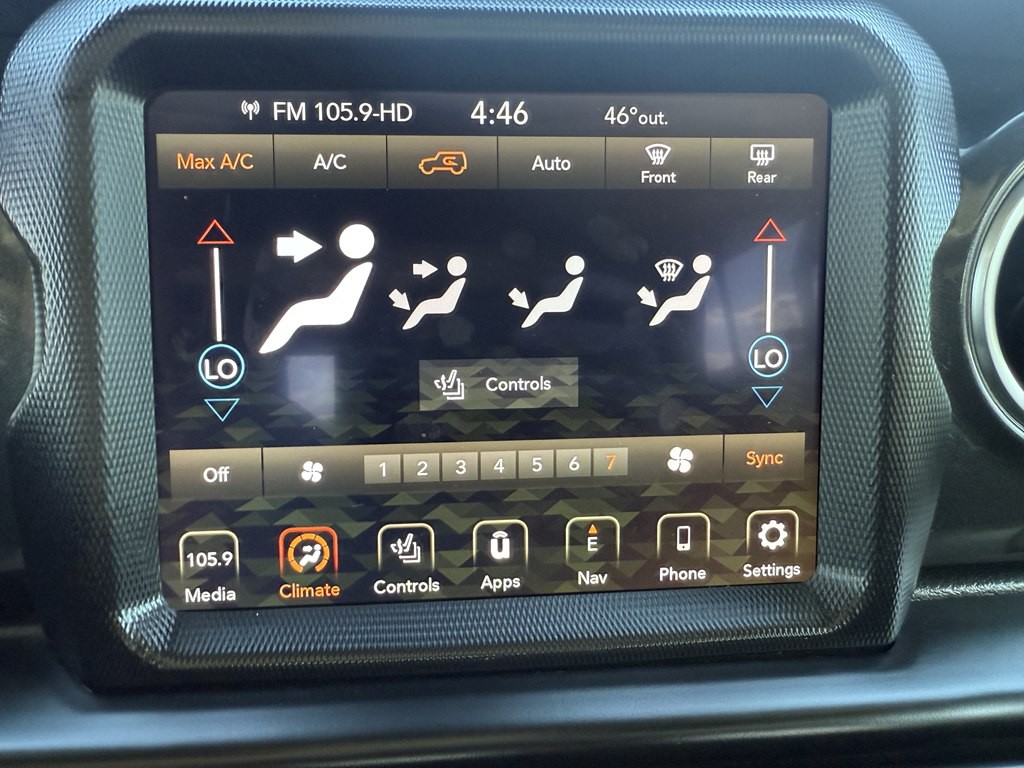 FM 105.9-HD 4:46 46°out.
Max A/C A/C Auto Front Rear
LO LO
Controls
Off 1 2 3 4 5 6 7 Sync
105.9 E
Media Climate Controls Apps Nav Phone Settings